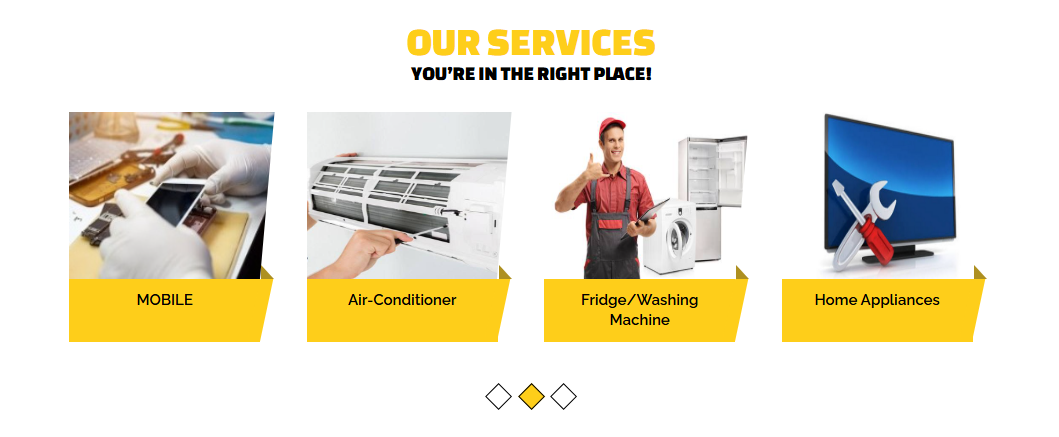 OUR SERVICES
YOU'RE IN THE RIGHT PLACE!
MOBILE
Air-Conditioner
Fridge/Washing
Machine
Home Appliances